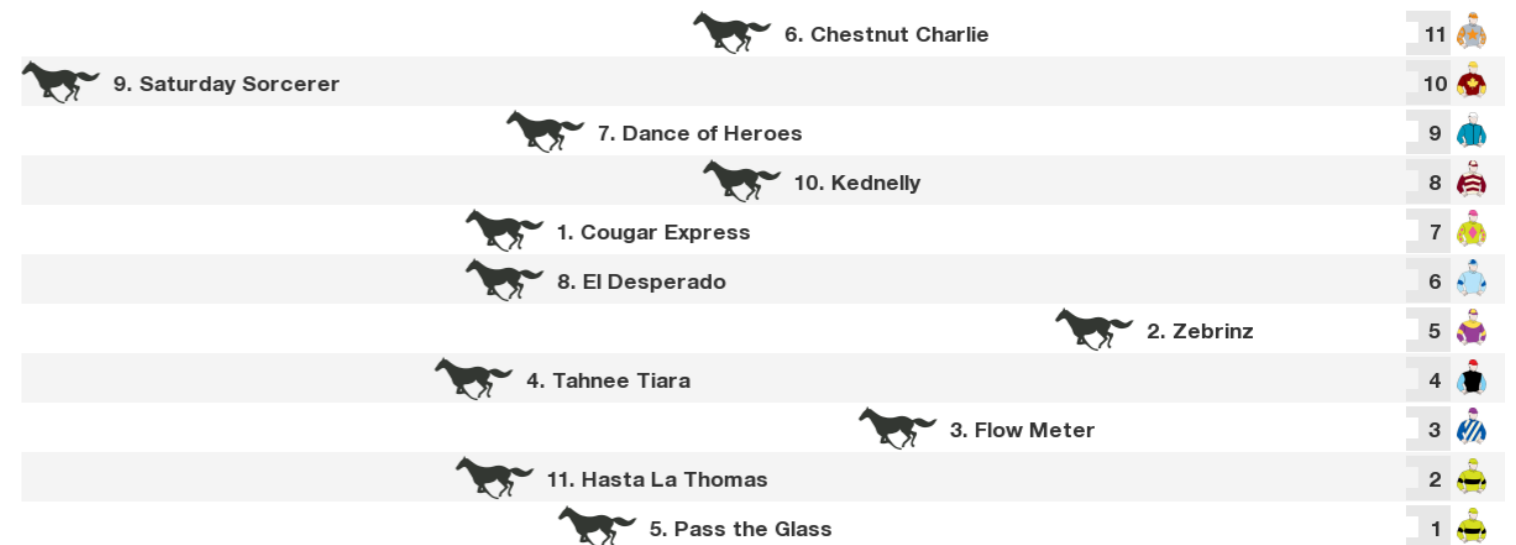 6. Chestnut Charlie 11
9. Saturday Sorcerer 10
7. Dance of Heroes 9
10. Kednelly 8
1. Cougar Express 7
8. El Desperado 6
2. Zebrinz 5
4. Tahnee Tiara 4
3. Flow Meter 3
11. Hasta La Thomas 2
5. Pass the Glass 1